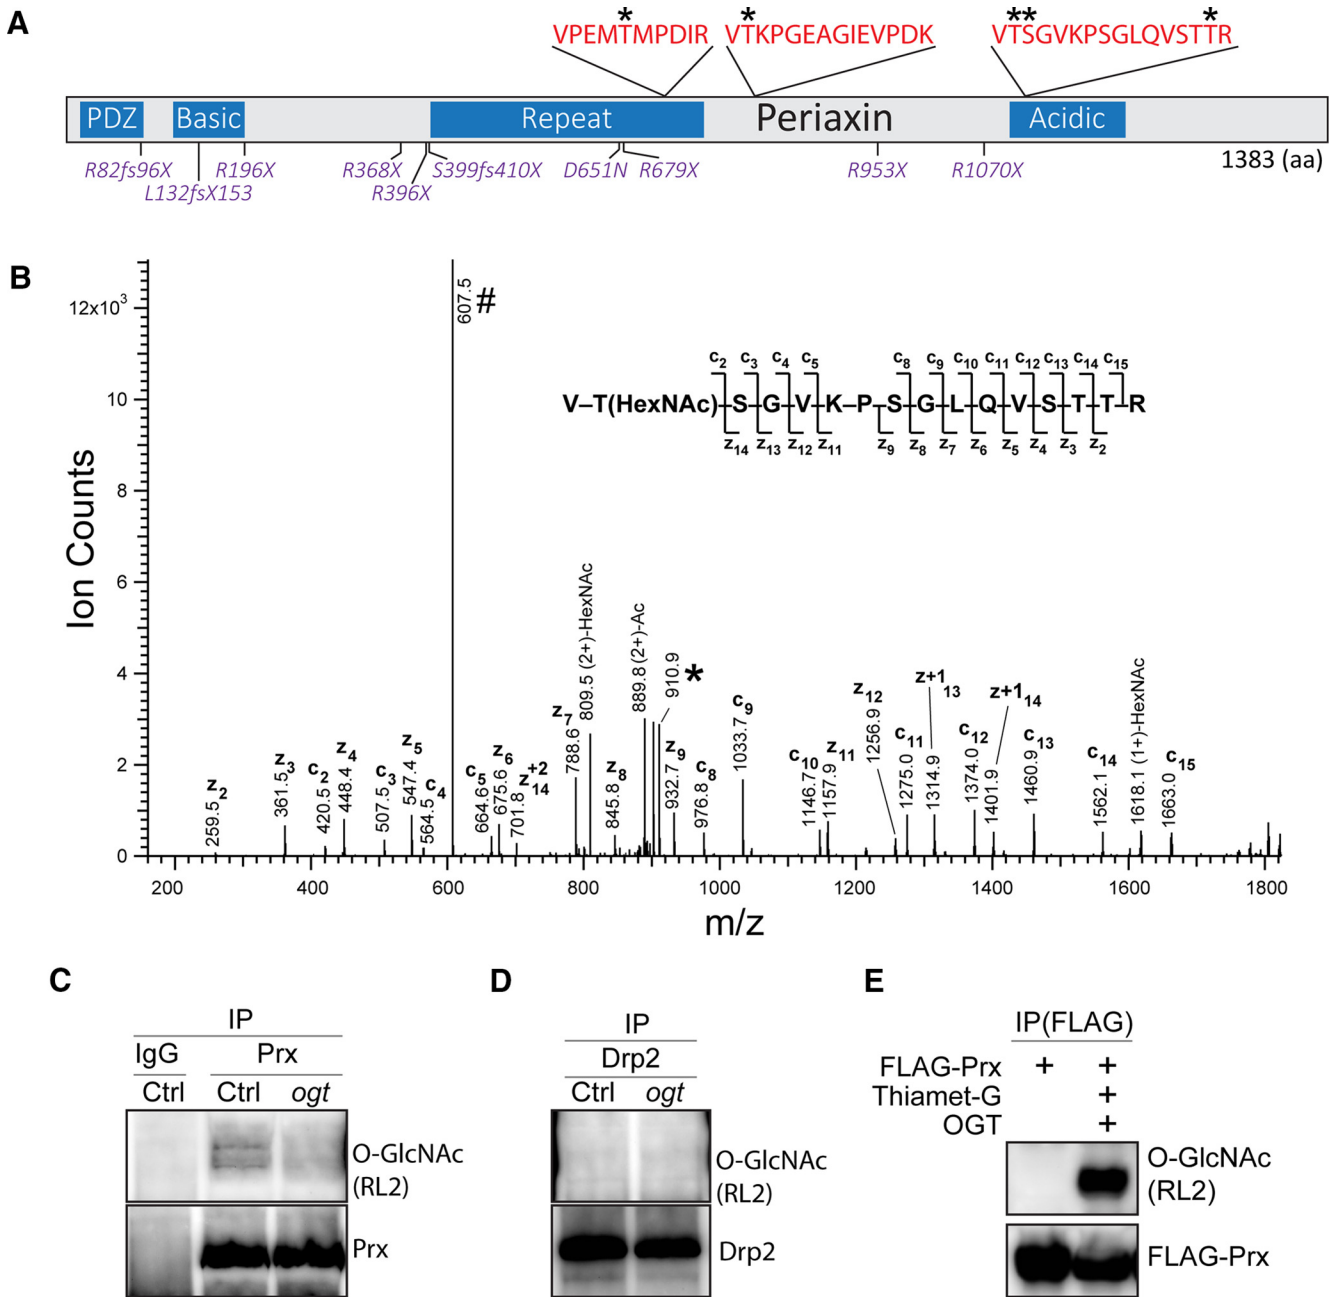 A
VPEMTMPDIR VTKPGEAGIEVPDK VTSGVKPSGLQVSTTR
* * ** *
PDZ Basic Repeat Periaxin Acidic
R82fs96X R196X R368X S399fs410X D651N R679X R953X R1070X 1383 (aa)
L132fsX153 R396X
B
Ion Counts
12x10³
10
8
6
4
2
0
607.5 #
c2 c3 c4 c5 c8 c9 c10 c11 c12 c13 c14 c15
V–T(HexNAc)–S–G–V–K–P–S–G–L–Q–V–S–T–T–R
z14 z13 z12 z11 z9 z8 z7 z6 z5 z4 z3 z2
259.5 z2
361.5 z3
420.5 c2
448.4 z4
507.5 c3
547.4 z5
564.5 c4
664.6 c5
675.6 z6
701.8 z14+2
788.6 z7
809.5 (2+)-HexNAc
845.8 z8
889.8 (2+)-Ac
910.9 *
932.7 z9
976.8 c8
1033.7 c9
1146.7 c10
1157.9 z11
1256.9 z12
1275.0 c11
1314.9 z+1 13
1374.0 c12
1401.9 z+1 14
1460.9 c13
1562.1 c14
1618.1 (1+)-HexNAc
1663.0 c15
200 400 600 800 1000 1200 1400 1600 1800
m/z
C
IP
IgG Prx
Ctrl Ctrl ogt
O-GlcNAc
(RL2)
Prx
D
IP
Drp2
Ctrl ogt
O-GlcNAc
(RL2)
Drp2
E
IP(FLAG)
FLAG-Prx + +
Thiamet-G +
OGT +
O-GlcNAc
(RL2)
FLAG-Prx